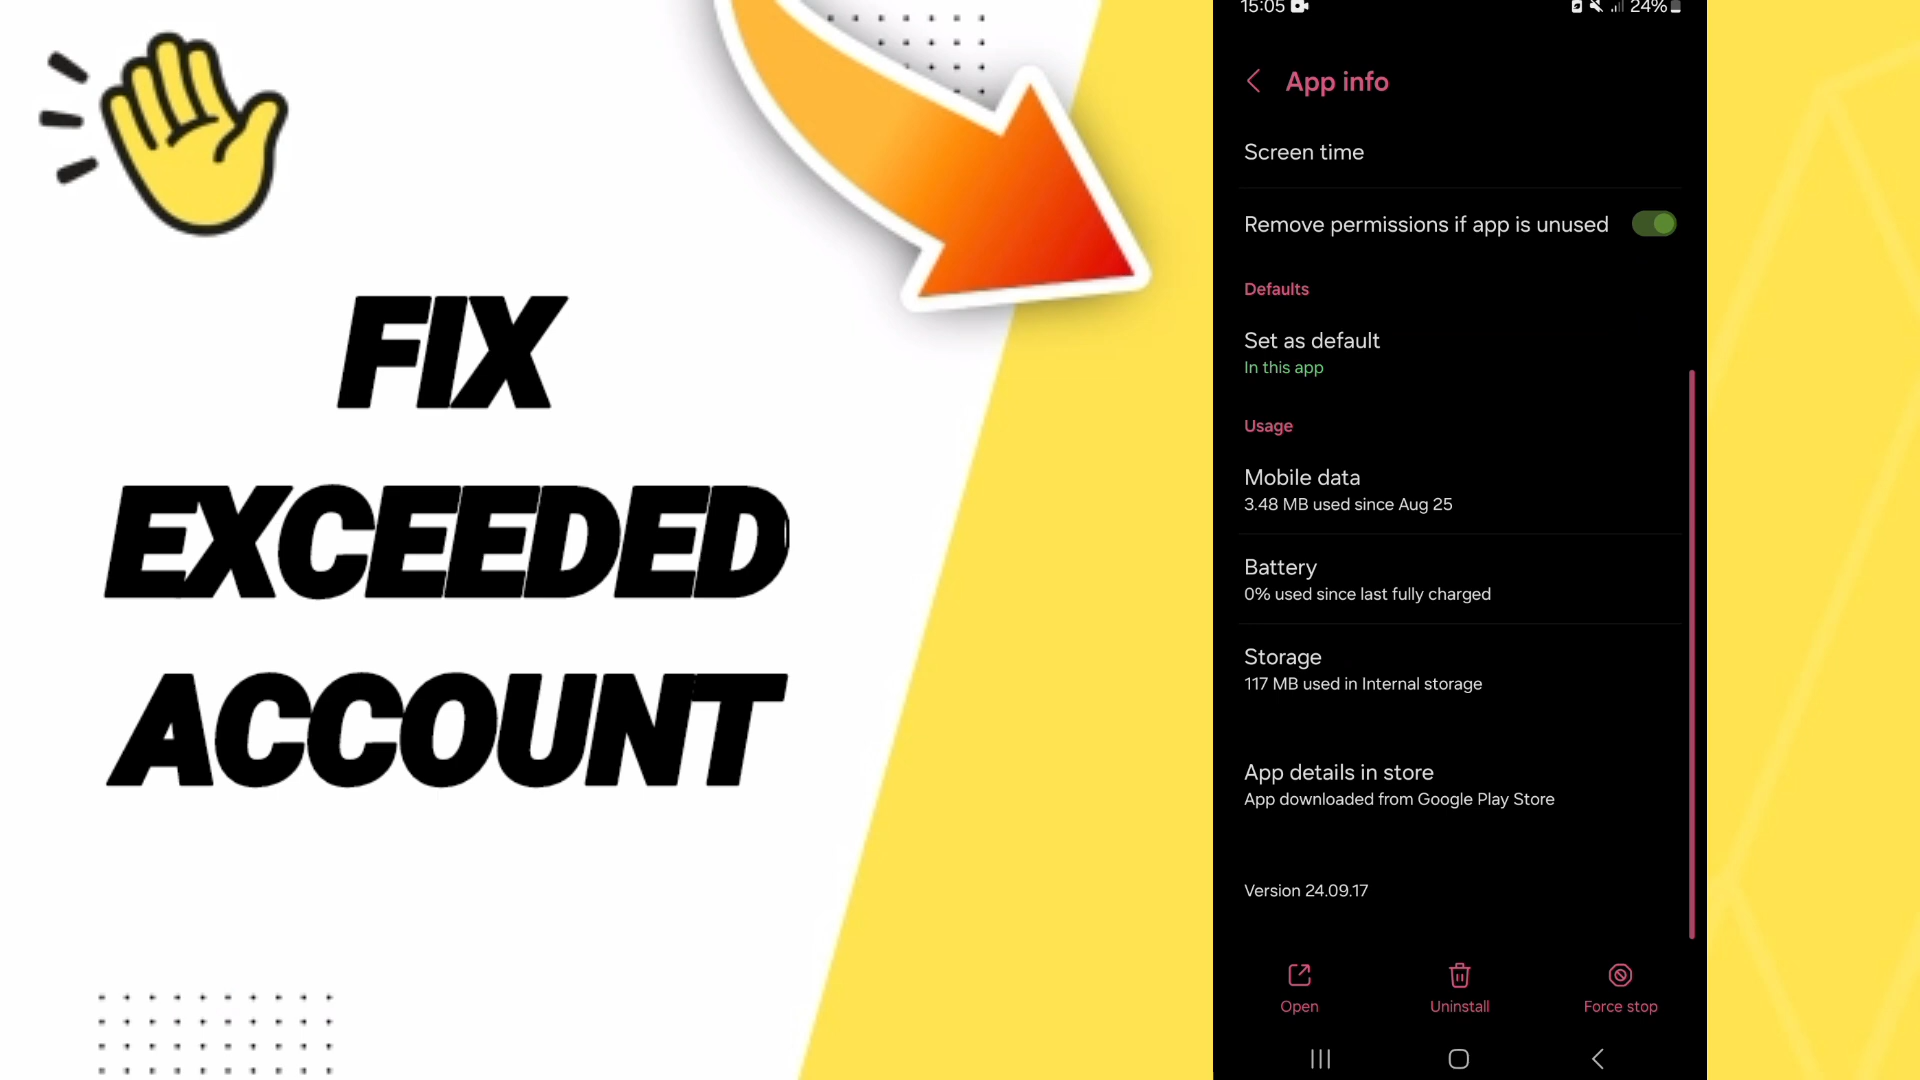 FIX
EXCEEDED
ACCOUNT
15:05
24%
App info
Screen time
Remove permissions if app is unused
Defaults
Set as default
In this app
Usage
Mobile data
3.48 MB used since Aug 25
Battery
0% used since last fully charged
Storage
117 MB used in Internal storage
App details in store
App downloaded from Google Play Store
Version 24.09.17
Open
Uninstall
Force stop